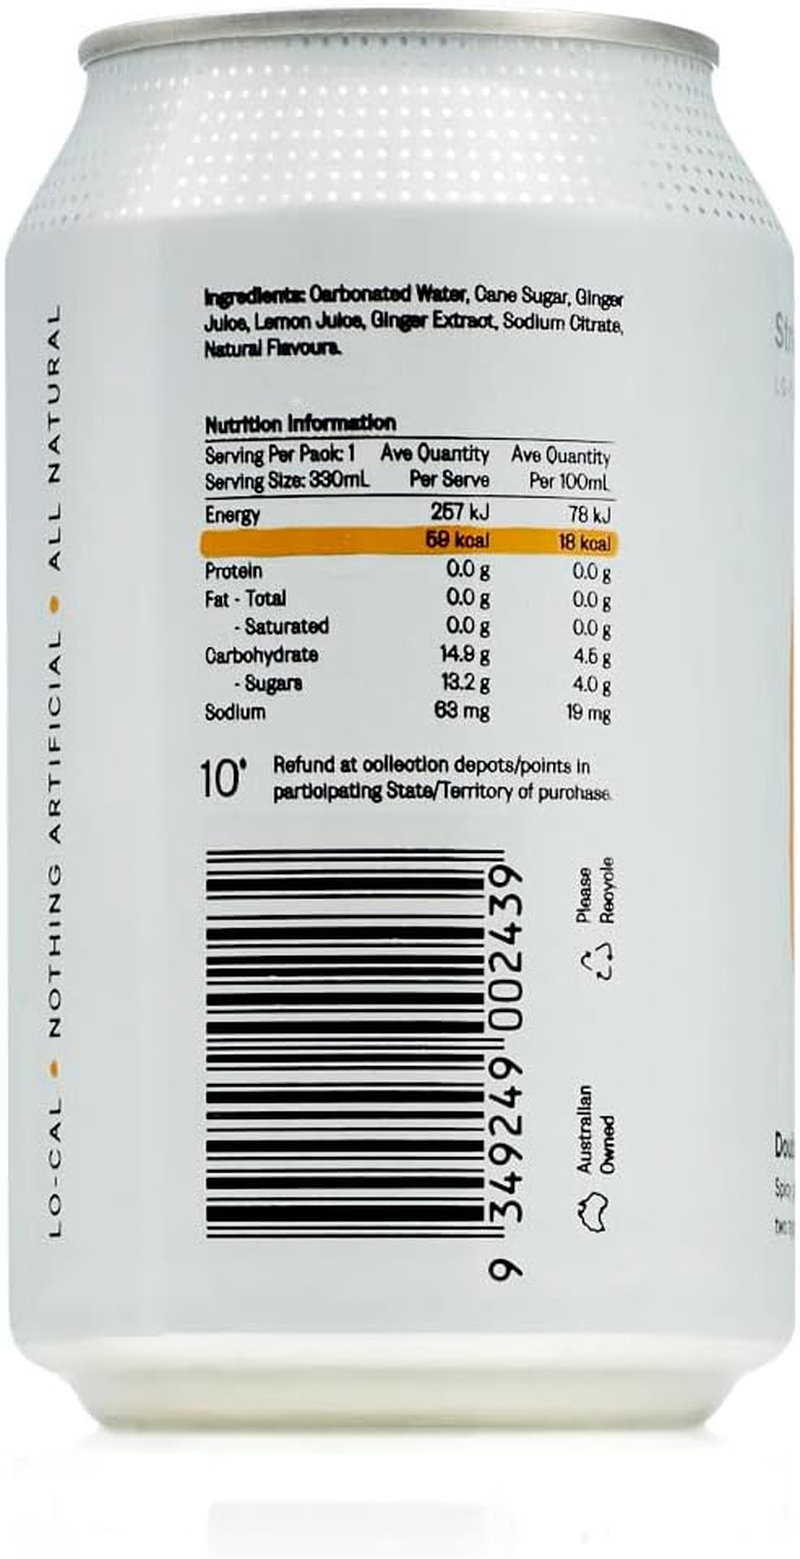 Ingredients: Carbonated Water, Cane Sugar, Ginger
Juice, Lemon Juice, Ginger Extract, Sodium Citrate,
Natural Flavours.
Nutrition Information
Serving Per Pack: 1 Ave Quantity Ave Quantity
Serving Size: 330mL Per Serve Per 100mL
Energy 257 kJ 78 kJ
59 kcal 18 kcal
Protein 0.0 g 0.0 g
Fat - Total 0.0 g 0.0 g
- Saturated 0.0 g 0.0 g
Carbohydrate 14.9 g 4.5 g
- Sugars 13.2 g 4.0 g
Sodium 63 mg 19 mg
10¢ Refund at collection depots/points in
participating State/Territory of purchase.
9 349249 002439
Please
Recycle
Australian
Owned
LO-CAL • NOTHING ARTIFICIAL • ALL NATURAL